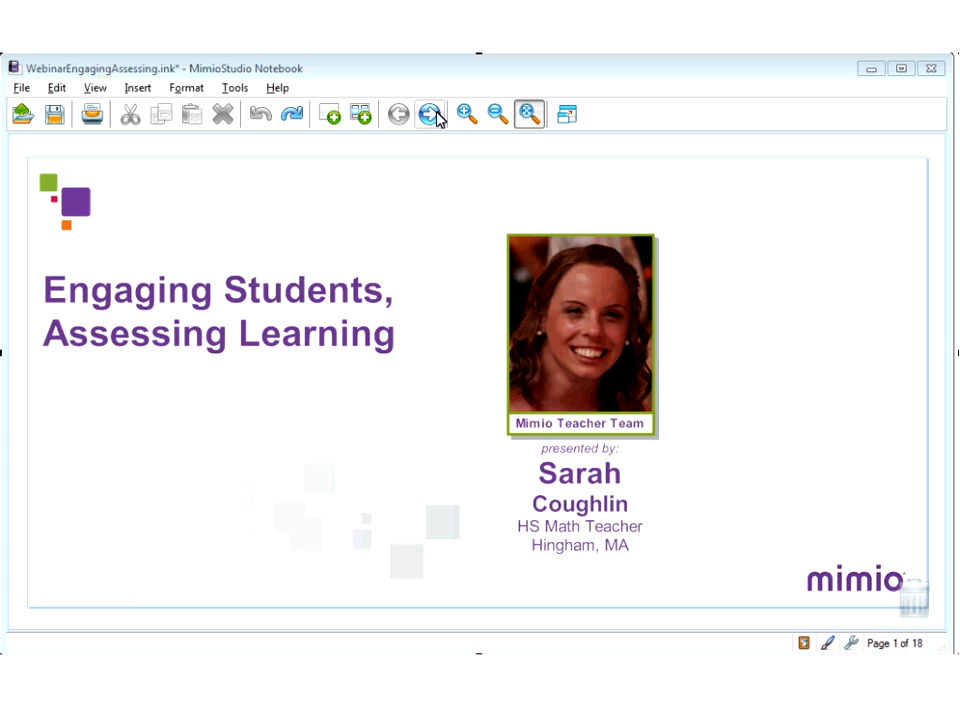 WebinarEngagingAssessing.ink* - MimioStudio Notebook
File Edit View Insert Format Tools Help
Engaging Students,
Assessing Learning
Mimio Teacher Team
presented by:
Sarah
Coughlin
HS Math Teacher
Hingham, MA
mimio
Page 1 of 18